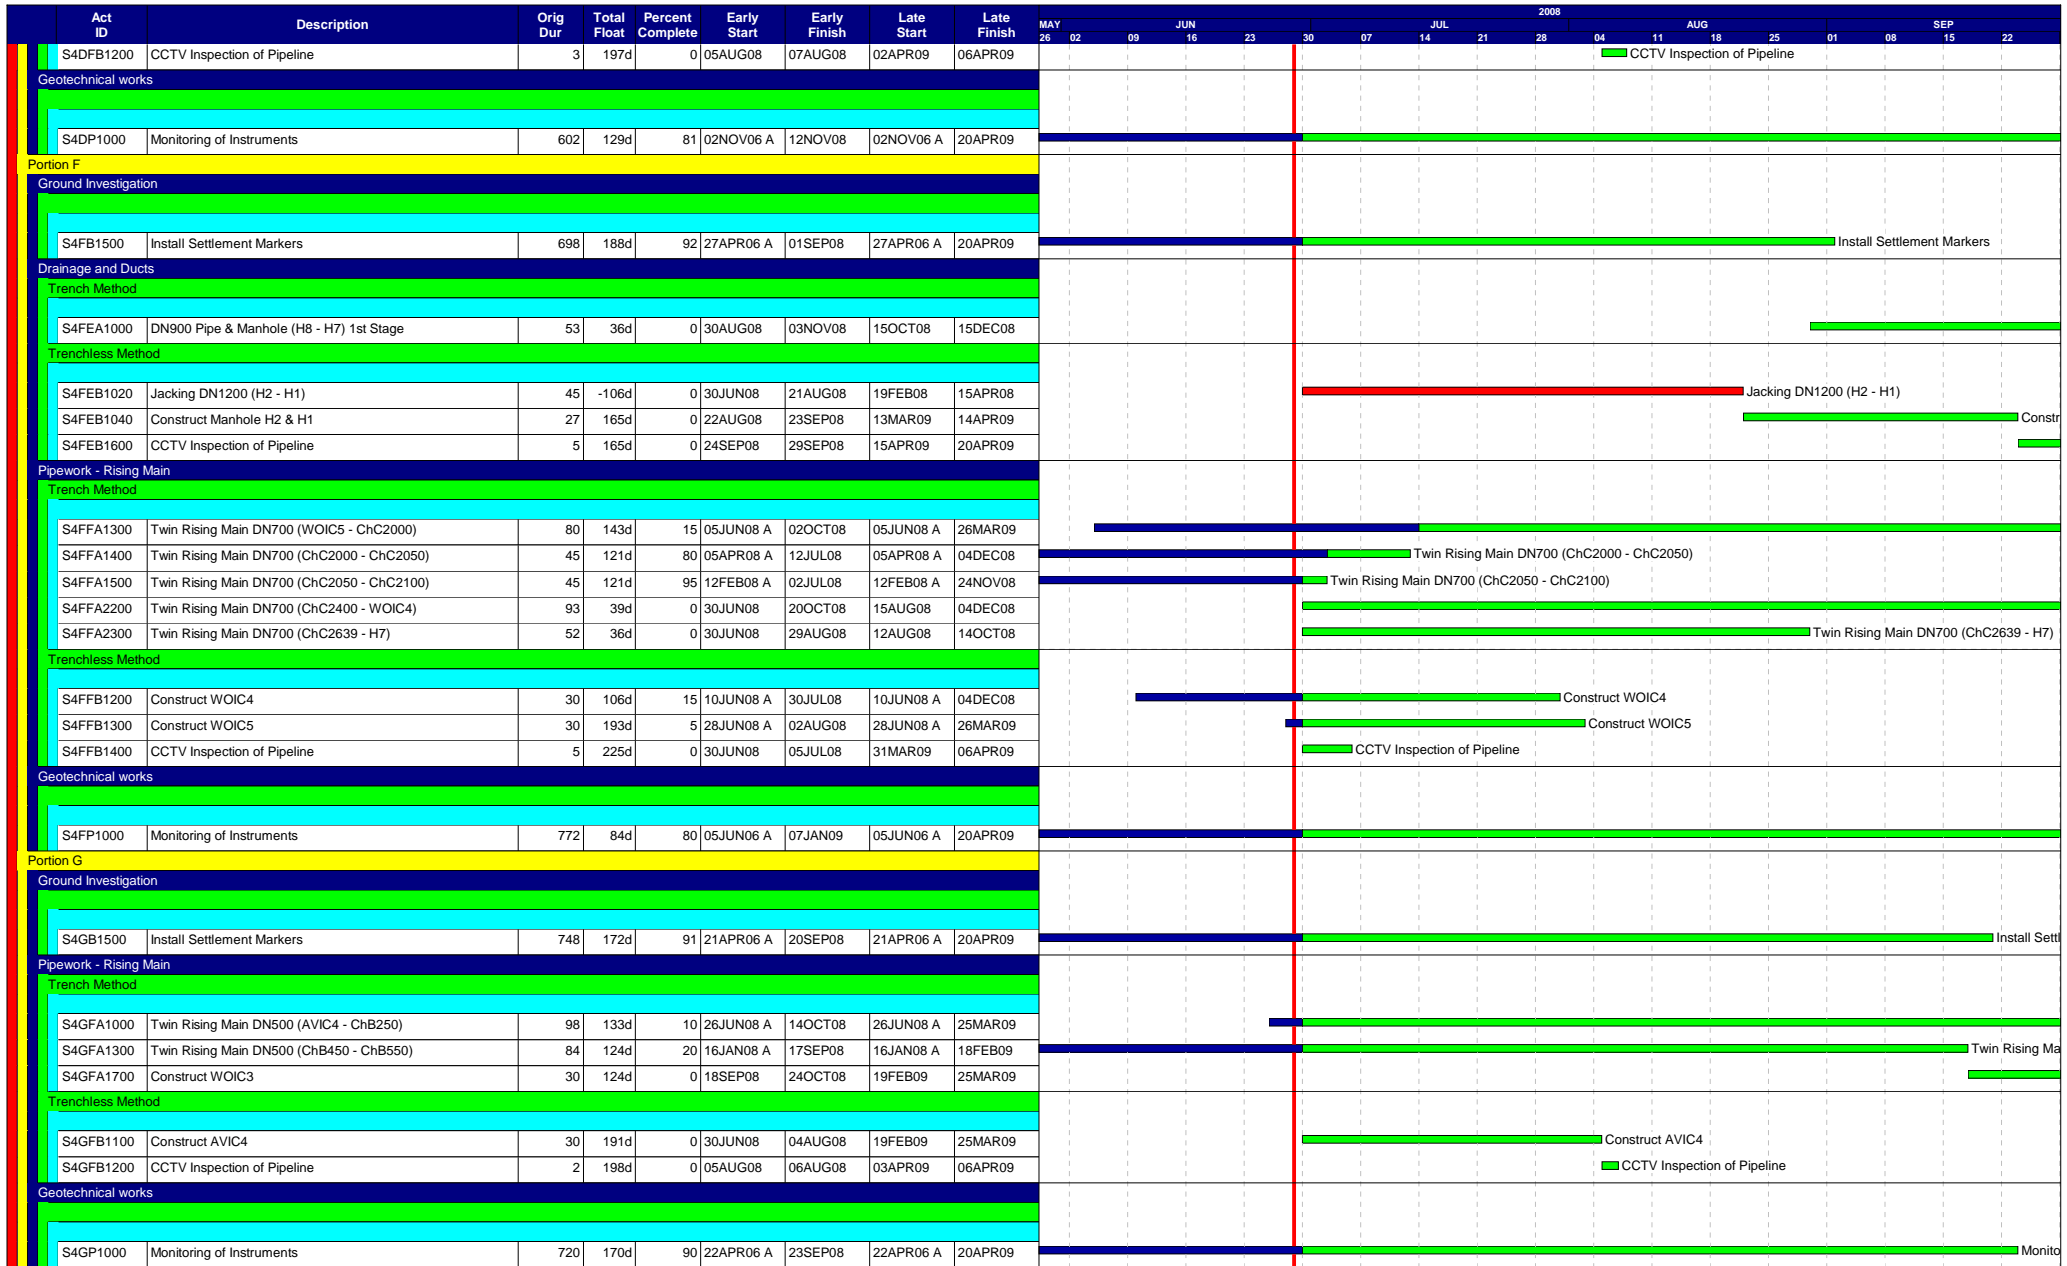 Act ID Description Orig Dur Total Float Percent Complete Early Start Early Finish Late Start Late Finish
2008
MAY JUN JUL AUG SEP
26 02 09 16 23 30 07 14 21 28 04 11 18 25 01 08 15 22
S4DFB1200 CCTV Inspection of Pipeline 3 197d 0 05AUG08 07AUG08 02APR09 06APR09 CCTV Inspection of Pipeline
Geotechnical works
S4DP1000 Monitoring of Instruments 602 129d 81 02NOV06 A 12NOV08 02NOV06 A 20APR09
Portion F
Ground Investigation
S4FB1500 Install Settlement Markers 698 188d 92 27APR06 A 01SEP08 27APR06 A 20APR09 Install Settlement Markers
Drainage and Ducts
Trench Method
S4FEA1000 DN900 Pipe & Manhole (H8 - H7) 1st Stage 53 36d 0 30AUG08 03NOV08 15OCT08 15DEC08
Trenchless Method
S4FEB1020 Jacking DN1200 (H2 - H1) 45 -106d 0 30JUN08 21AUG08 19FEB08 15APR08 Jacking DN1200 (H2 - H1)
S4FEB1040 Construct Manhole H2 & H1 27 165d 0 22AUG08 23SEP08 13MAR09 14APR09 Constr
S4FEB1600 CCTV Inspection of Pipeline 5 165d 0 24SEP08 29SEP08 15APR09 20APR09
Pipework - Rising Main
Trench Method
S4FFA1300 Twin Rising Main DN700 (WOIC5 - ChC2000) 80 143d 15 05JUN08 A 02OCT08 05JUN08 A 26MAR09
S4FFA1400 Twin Rising Main DN700 (ChC2000 - ChC2050) 45 121d 80 05APR08 A 12JUL08 05APR08 A 04DEC08 Twin Rising Main DN700 (ChC2000 - ChC2050)
S4FFA1500 Twin Rising Main DN700 (ChC2050 - ChC2100) 45 121d 95 12FEB08 A 02JUL08 12FEB08 A 24NOV08 Twin Rising Main DN700 (ChC2050 - ChC2100)
S4FFA2200 Twin Rising Main DN700 (ChC2400 - WOIC4) 93 39d 0 30JUN08 20OCT08 15AUG08 04DEC08
S4FFA2300 Twin Rising Main DN700 (ChC2639 - H7) 52 36d 0 30JUN08 29AUG08 12AUG08 14OCT08 Twin Rising Main DN700 (ChC2639 - H7)
Trenchless Method
S4FFB1200 Construct WOIC4 30 106d 15 10JUN08 A 30JUL08 10JUN08 A 04DEC08 Construct WOIC4
S4FFB1300 Construct WOIC5 30 193d 5 28JUN08 A 02AUG08 28JUN08 A 26MAR09 Construct WOIC5
S4FFB1400 CCTV Inspection of Pipeline 5 225d 0 30JUN08 05JUL08 31MAR09 06APR09 CCTV Inspection of Pipeline
Geotechnical works
S4FP1000 Monitoring of Instruments 772 84d 80 05JUN06 A 07JAN09 05JUN06 A 20APR09
Portion G
Ground Investigation
S4GB1500 Install Settlement Markers 748 172d 91 21APR06 A 20SEP08 21APR06 A 20APR09 Install Settl
Pipework - Rising Main
Trench Method
S4GFA1000 Twin Rising Main DN500 (AVIC4 - ChB250) 98 133d 10 26JUN08 A 14OCT08 26JUN08 A 25MAR09
S4GFA1300 Twin Rising Main DN500 (ChB450 - ChB550) 84 124d 20 16JAN08 A 17SEP08 16JAN08 A 18FEB09 Twin Rising Ma
S4GFA1700 Construct WOIC3 30 124d 0 18SEP08 24OCT08 19FEB09 25MAR09
Trenchless Method
S4GFB1100 Construct AVIC4 30 191d 0 30JUN08 04AUG08 19FEB09 25MAR09 Construct AVIC4
S4GFB1200 CCTV Inspection of Pipeline 2 198d 0 05AUG08 06AUG08 03APR09 06APR09 CCTV Inspection of Pipeline
Geotechnical works
S4GP1000 Monitoring of Instruments 720 170d 90 22APR06 A 23SEP08 22APR06 A 20APR09 Monito